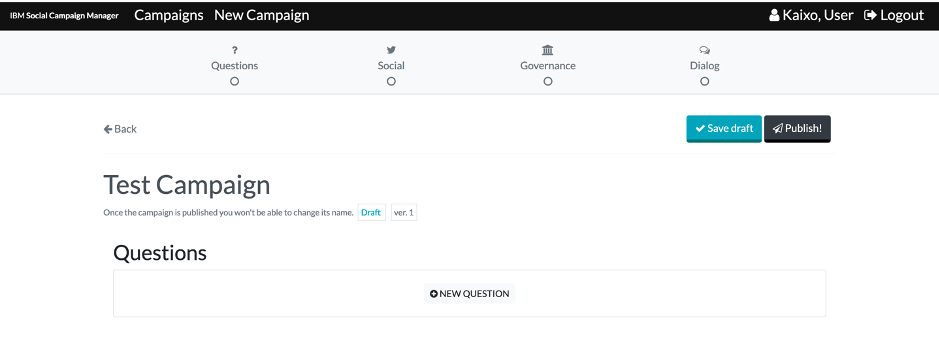 IBM Social Campaign Manager Campaigns New Campaign Kaixo, User Logout
Questions Social Governance Dialog
Back Save draft Publish!
Test Campaign
Once the campaign is published you won't be able to change its name. Draft ver. 1
Questions
NEW QUESTION